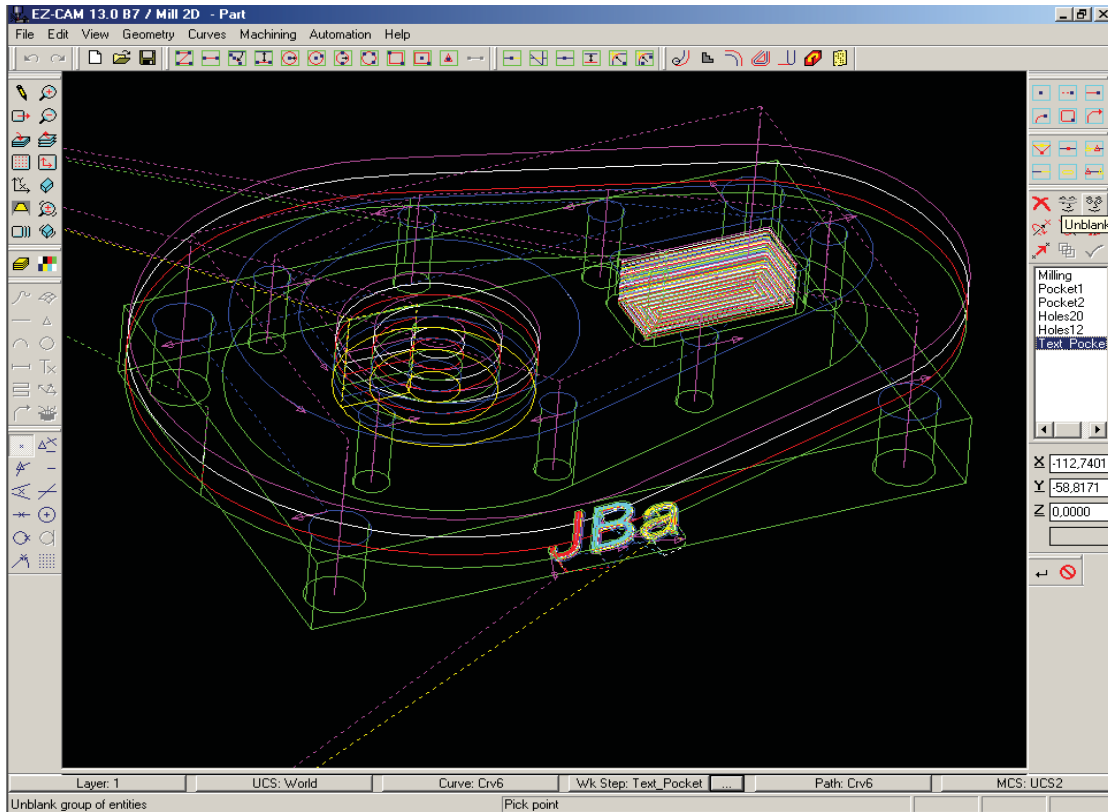 EZ-CAM 13.0 B7 / Mill 2D - Part
File Edit View Geometry Curves Machining Automation Help
Unblank
Milling
Pocket1
Pocket2
Holes20
Holes12
Text_Pocke
X -112,7401
Y -58,8171
Z 0,0000
JBa
Layer: 1 UCS: World Curve: Crv6 Wk Step: Text_Pocket ... Path: Crv6 MCS: UCS2
Unblank group of entities Pick point